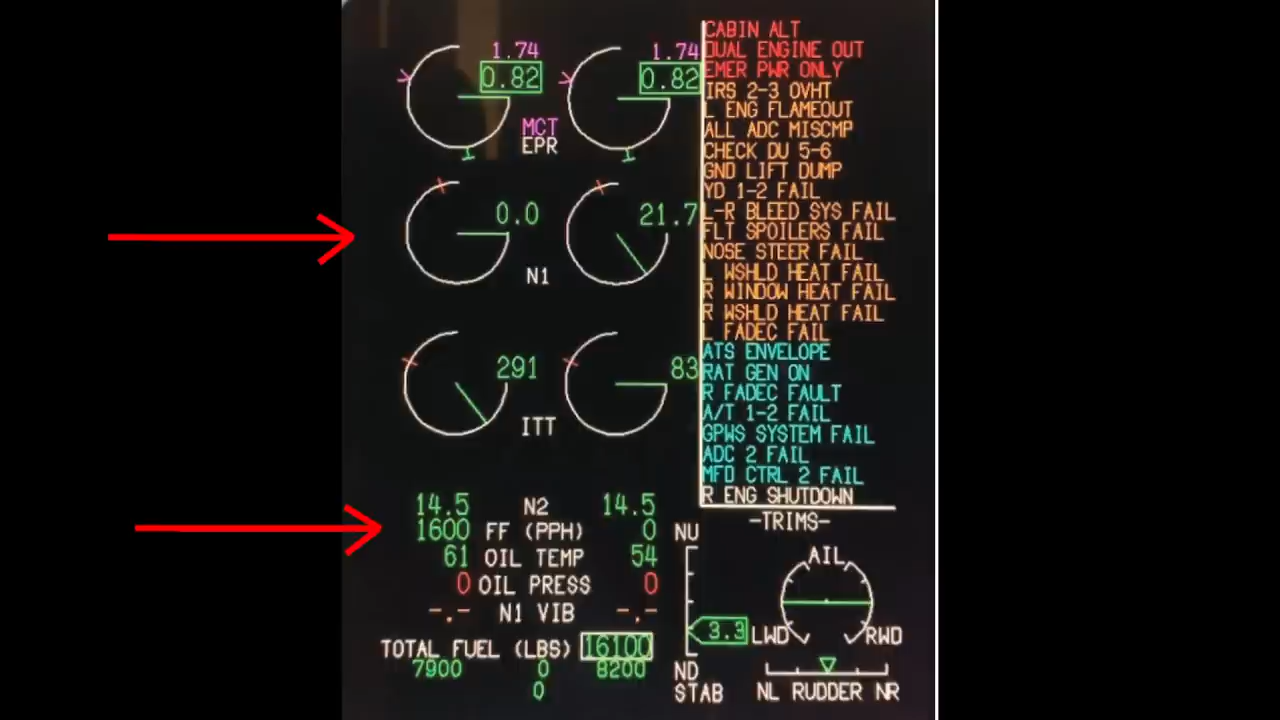 1.74 1.74
0.82 0.82
MCT
EPR
0.0 21.7
N1
291 83
ITT
14.5 N2 14.5
1600 FF (PPH) 0
61 OIL TEMP 54
0 OIL PRESS 0
-.- N1 VIB -.-
TOTAL FUEL (LBS) 16100
7900 0 8200
0
CABIN ALT
DUAL ENGINE OUT
EMER PWR ONLY
IRS 2-3 OVHT
L ENG FLAMEOUT
ALL ADC MISCMP
CHECK DU 5-6
GND LIFT DUMP
YD 1-2 FAIL
L-R BLEED SYS FAIL
FLT SPOILERS FAIL
NOSE STEER FAIL
L WSHLD HEAT FAIL
R WINDOW HEAT FAIL
R WSHLD HEAT FAIL
L FADEC FAIL
ATS ENVELOPE
RAT GEN ON
R FADEC FAULT
A/T 1-2 FAIL
GPWS SYSTEM FAIL
ADC 2 FAIL
MFD CTRL 2 FAIL
R ENG SHUTDOWN
-TRIMS-
NU
AIL
3.3 LWD RWD
ND
STAB
NL RUDDER NR